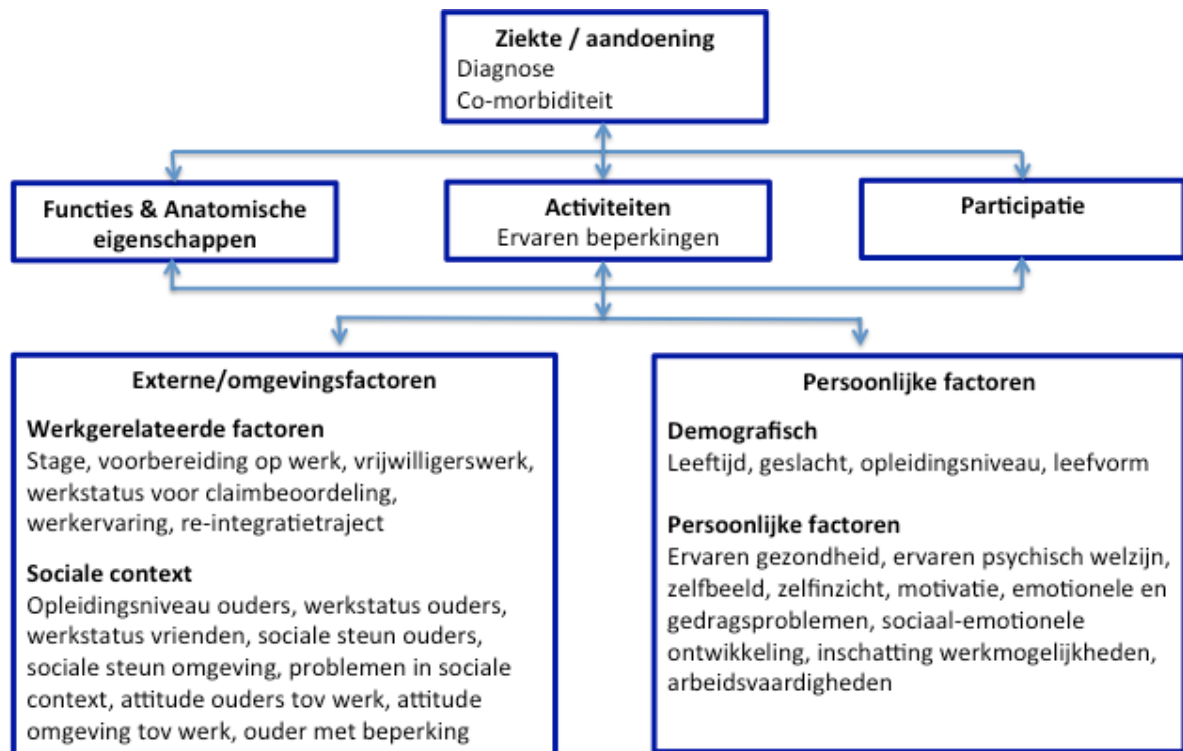 Ziekte / aandoening
Diagnose
Co-morbiditeit
Functies & Anatomische
eigenschappen
Activiteiten
Ervaren beperkingen
Participatie
Externe/omgevingsfactoren
Werkgerelateerde factoren
Stage, voorbereiding op werk, vrijwilligerswerk,
werkstatus voor claimbeoordeling,
werkervaring, re-integratietraject
Sociale context
Opleidingsniveau ouders, werkstatus ouders,
werkstatus vrienden, sociale steun ouders,
sociale steun omgeving, problemen in sociale
context, attitude ouders tov werk, attitude
omgeving tov werk, ouder met beperking
Persoonlijke factoren
Demografisch
Leeftijd, geslacht, opleidingsniveau, leefvorm
Persoonlijke factoren
Ervaren gezondheid, ervaren psychisch welzijn,
zelfbeeld, zelfinzicht, motivatie, emotionele en
gedragsproblemen, sociaal-emotionele
ontwikkeling, inschatting werkmogelijkheden,
arbeidsvaardigheden